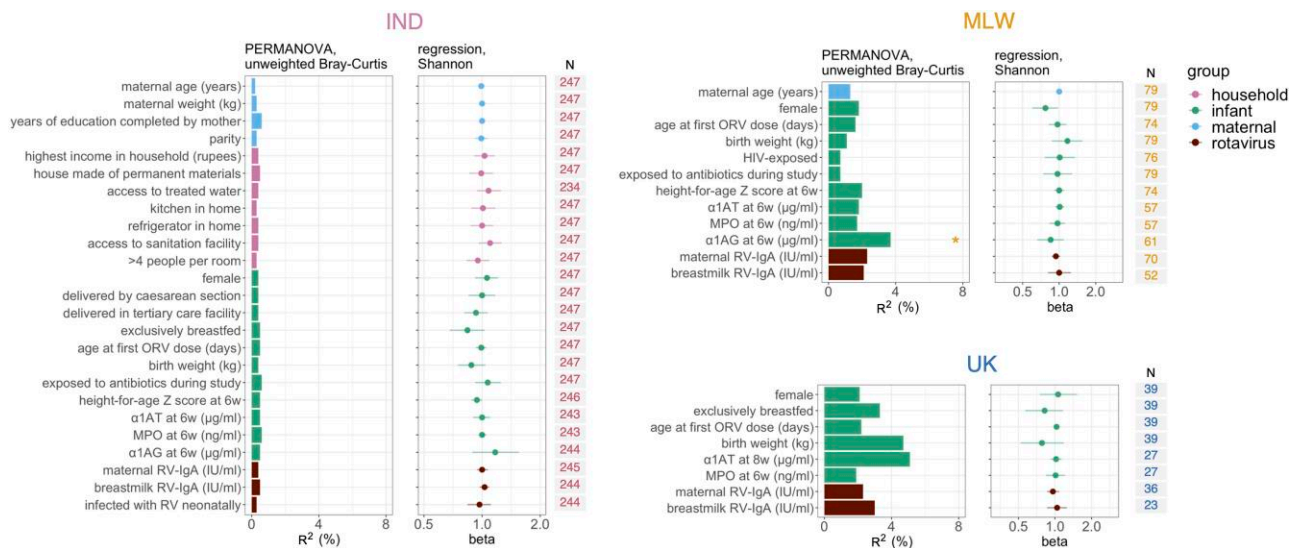 IND
PERMANOVA,
unweighted Bray-Curtis
regression,
Shannon
N
maternal age (years) 247
maternal weight (kg) 247
years of education completed by mother 247
parity 247
highest income in household (rupees) 247
house made of permanent materials 247
access to treated water 234
kitchen in home 247
refrigerator in home 247
access to sanitation facility 247
>4 people per room 247
female 247
delivered by caesarean section 247
delivered in tertiary care facility 247
exclusively breastfed 247
age at first ORV dose (days) 247
birth weight (kg) 247
exposed to antibiotics during study 247
height-for-age Z score at 6w 246
α1AT at 6w (µg/ml) 243
MPO at 6w (ng/ml) 243
α1AG at 6w (µg/ml) 244
maternal RV-IgA (IU/ml) 245
breastmilk RV-IgA (IU/ml) 244
infected with RV neonatally 244
0 4 8 0.5 1.0 2.0
R² (%) beta
MLW
PERMANOVA,
unweighted Bray-Curtis
regression,
Shannon
N
maternal age (years) 79
female 79
age at first ORV dose (days) 74
birth weight (kg) 79
HIV-exposed 76
exposed to antibiotics during study 79
height-for-age Z score at 6w 74
α1AT at 6w (µg/ml) 57
MPO at 6w (ng/ml) 57
α1AG at 6w (µg/ml) 61
maternal RV-IgA (IU/ml) 70
breastmilk RV-IgA (IU/ml) 52
0 4 8 0.5 1.0 2.0
R² (%) beta
group
household
infant
maternal
rotavirus
UK
N
female 39
exclusively breastfed 39
age at first ORV dose (days) 39
birth weight (kg) 39
α1AT at 8w (µg/ml) 27
MPO at 6w (ng/ml) 27
maternal RV-IgA (IU/ml) 36
breastmilk RV-IgA (IU/ml) 23
0 4 8 0.5 1.0 2.0
R² (%) beta